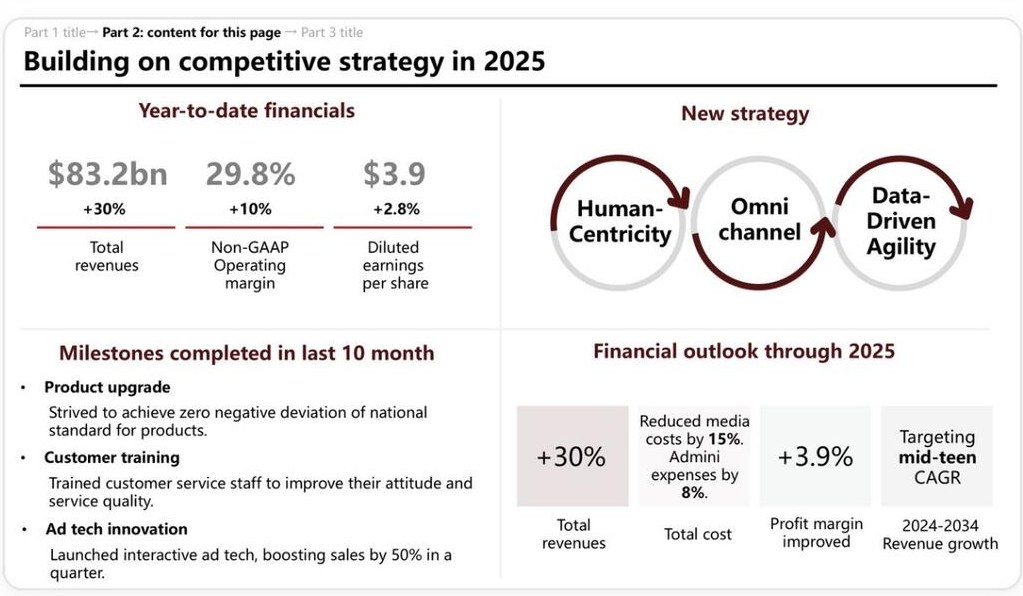 Part 1 title→ Part 2: content for this page → Part 3 title
Building on competitive strategy in 2025
Year-to-date financials
$83.2bn
+30%
Total
revenues
29.8%
+10%
Non-GAAP
Operating
margin
$3.9
+2.8%
Diluted
earnings
per share
New strategy
Human-
Centricity
Omni
channel
Data-
Driven
Agility
Milestones completed in last 10 month
• Product upgrade
Strived to achieve zero negative deviation of national
standard for products.
• Customer training
Trained customer service staff to improve their attitude and
service quality.
• Ad tech innovation
Launched interactive ad tech, boosting sales by 50% in a
quarter.
Financial outlook through 2025
+30%
Total
revenues
Reduced media
costs by 15%.
Admini
expenses by
8%.
Total cost
+3.9%
Profit margin
improved
Targeting
mid-teen
CAGR
2024-2034
Revenue growth